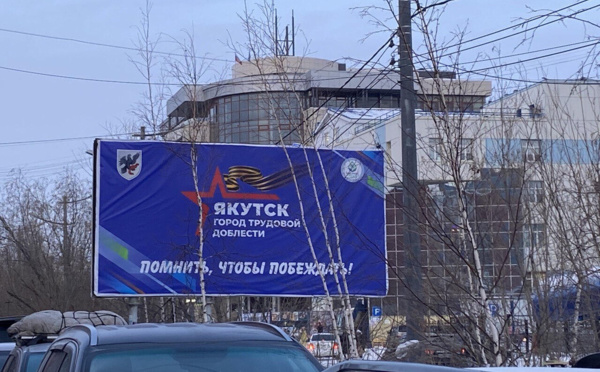 ЯКУТСК
ГОРОД ТРУДОВОЙ
ДОБЛЕСТИ
ПОМНИТЬ, ЧТОБЫ ПОБЕЖДАТЬ!
P
P